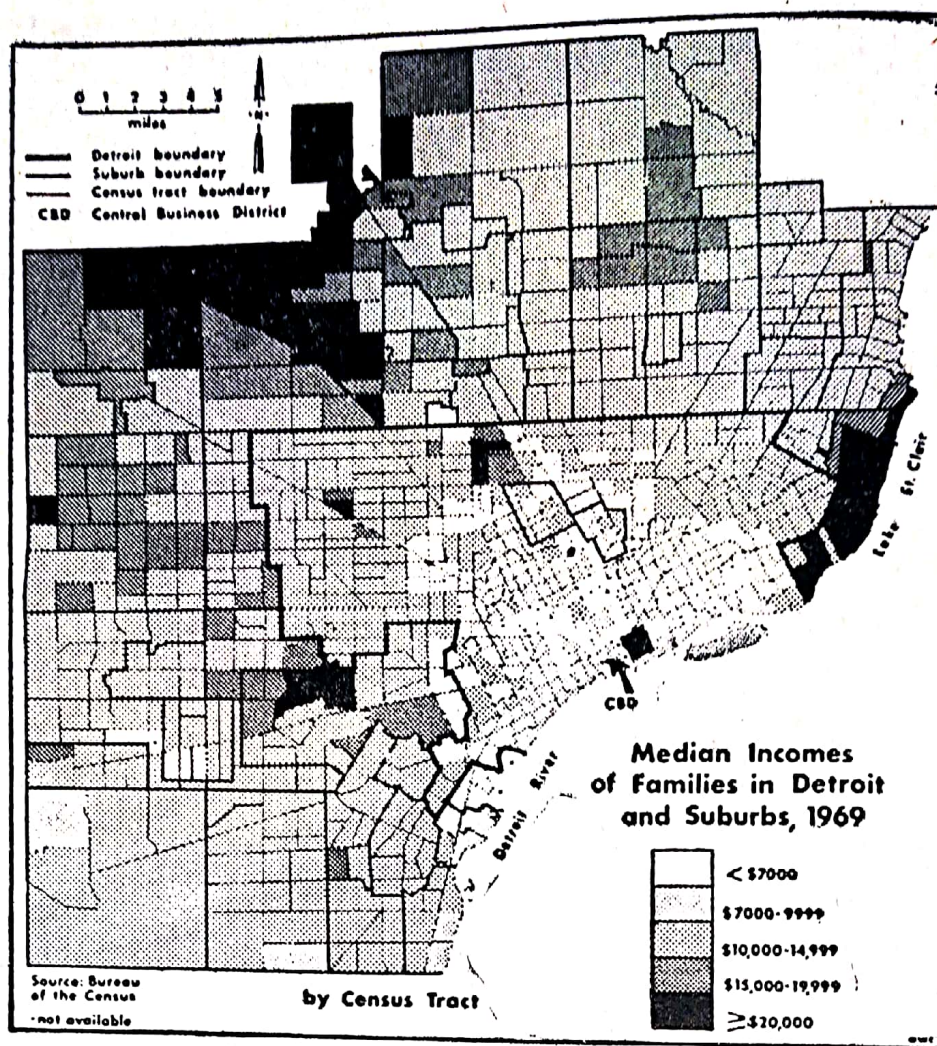 0 1 2 3 4 5
miles
"N"
Detroit boundary
Suburb boundary
Census tract boundary
CBD Central Business District
Lake St. Clair
CBD
Detroit River
Median Incomes
of Families in Detroit
and Suburbs, 1969
< $7000
$7000-9999
$10,000-14,999
$15,000-19,999
≥$20,000
Source: Bureau
of the Census
-not available
by Census Tract